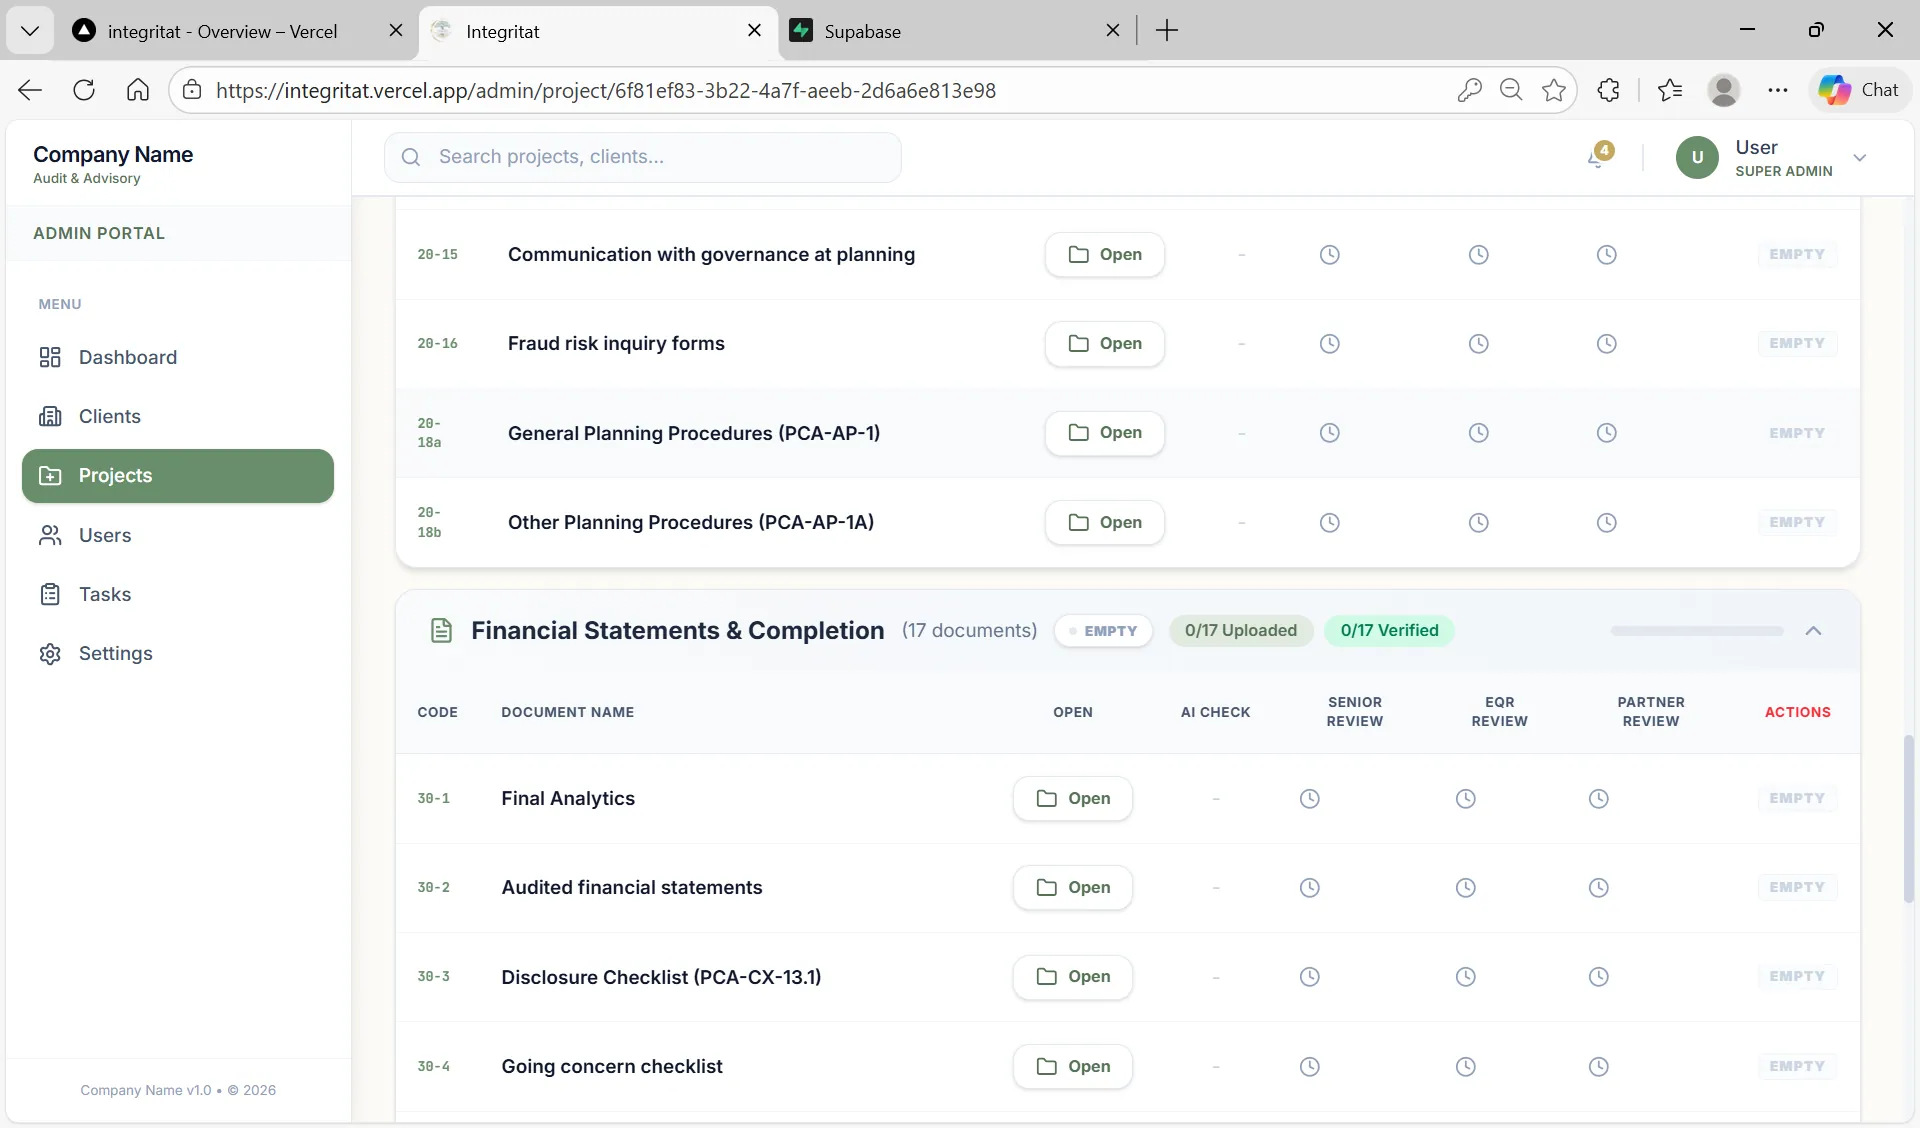 integritat - Overview – Vercel
Integritat
Supabase
https://integritat.vercel.app/admin/project/6f81ef83-3b22-4a7f-aeeb-2d6a6e813e98
Chat
Company Name
Audit & Advisory
ADMIN PORTAL
MENU
Dashboard
Clients
Projects
Users
Tasks
Settings
Company Name v1.0 • © 2026
Search projects, clients...
4
U
User
SUPER ADMIN
20-15 Communication with governance at planning Open - EMPTY
20-16 Fraud risk inquiry forms Open - EMPTY
20-
18a General Planning Procedures (PCA-AP-1) Open - EMPTY
20-
18b Other Planning Procedures (PCA-AP-1A) Open - EMPTY
Financial Statements & Completion (17 documents) EMPTY 0/17 Uploaded 0/17 Verified
CODE DOCUMENT NAME OPEN AI CHECK SENIOR REVIEW EQR REVIEW PARTNER REVIEW ACTIONS
30-1 Final Analytics Open - EMPTY
30-2 Audited financial statements Open - EMPTY
30-3 Disclosure Checklist (PCA-CX-13.1) Open - EMPTY
30-4 Going concern checklist Open - EMPTY